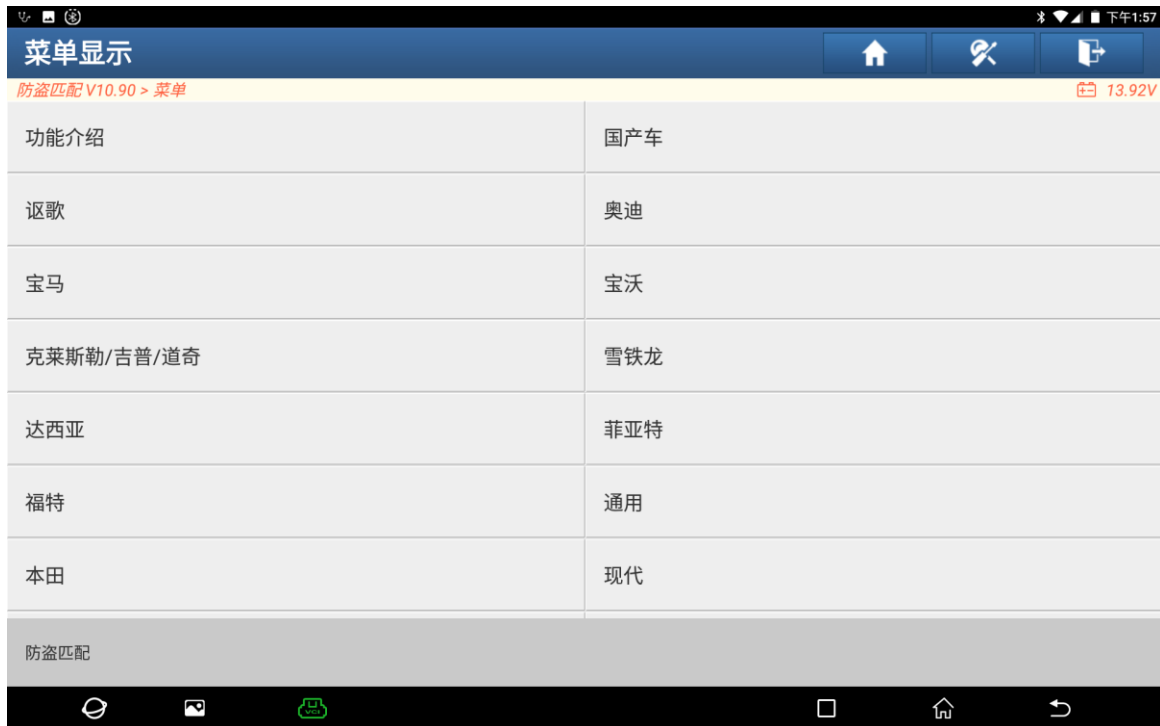 下午1:57
菜单显示
防盗匹配 V10.90 > 菜单
13.92V
功能介绍
国产车
讴歌
奥迪
宝马
宝沃
克莱斯勒/吉普/道奇
雪铁龙
达西亚
菲亚特
福特
通用
本田
现代
防盗匹配
VCI